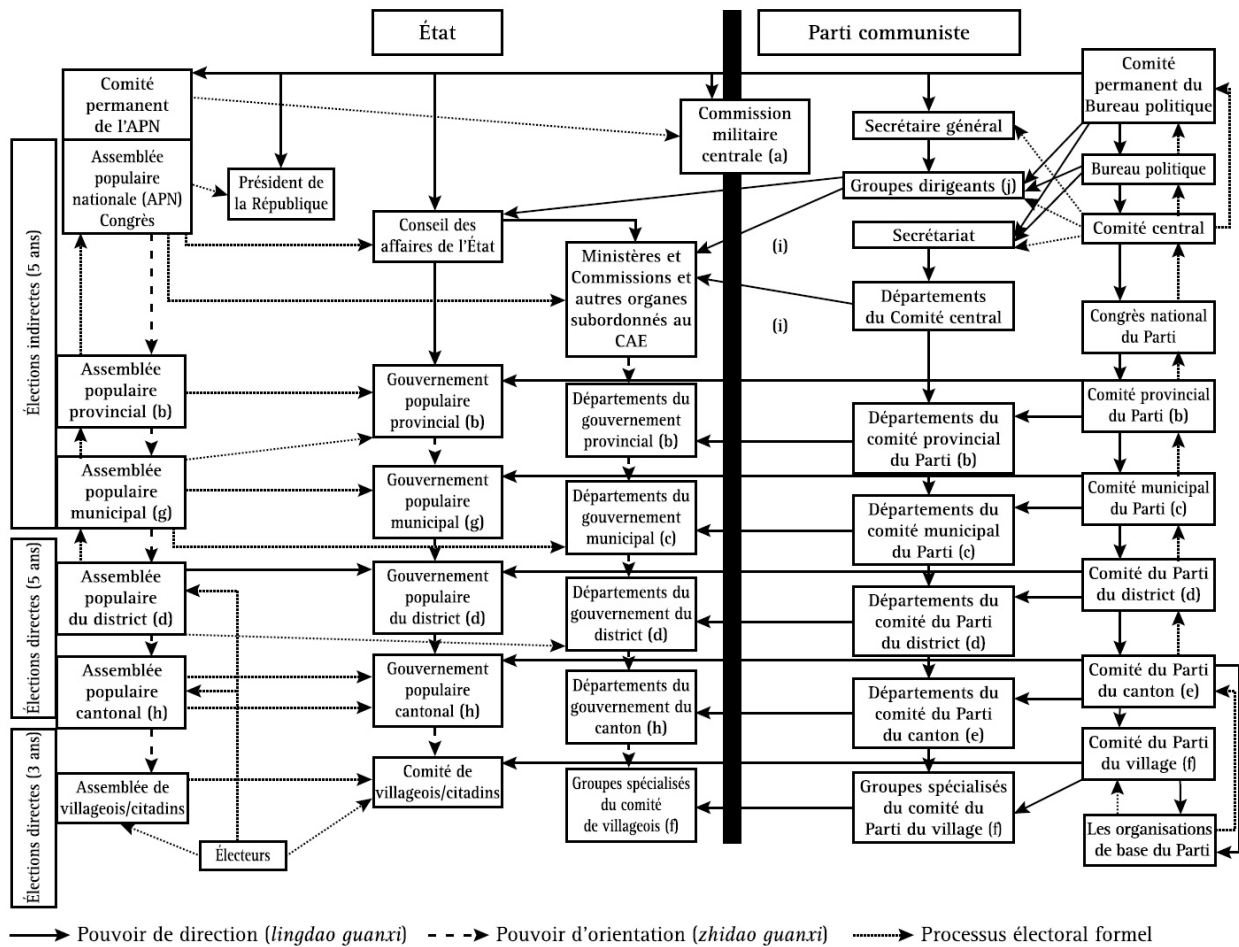 État
Parti communiste
Comité
permanent
de l'APN
Assemblée
populaire
nationale (APN)
Congrès
Président de
la République
Commission
militaire
centrale (a)
Conseil des
affaires de l'État
Ministères et
Commissions et
autres organes
subordonnés au
CAE
Comité
permanent du
Bureau politique
Secrétaire général
Bureau politique
Groupes dirigeants (j)
Comité central
Secrétariat
(i)
Départements
du Comité central
(i)
Congrès national
du Parti
Élections indirectes (5 ans)
Assemblée
populaire
provincial (b)
Gouvernement
populaire
provincial (b)
Départements du
gouvernement
provincial (b)
Départements du
comité provincial
du Parti (b)
Comité provincial
du Parti (b)
Assemblée
populaire
municipal (g)
Gouvernement
populaire
municipal (g)
Départements du
gouvernement
municipal (c)
Départements du
comité municipal
du Parti (c)
Comité municipal
du Parti (c)
Élections directes (5 ans)
Assemblée
populaire
du district (d)
Gouvernement
populaire
du district (d)
Départements du
gouvernement du
district (d)
Départements du
comité du Parti
du district (d)
Comité du Parti
du district (d)
Assemblée
populaire
cantonal (h)
Gouvernement
populaire
cantonal (h)
Départements du
gouvernement du
canton (h)
Départements du
comité du Parti
du canton (e)
Comité du Parti
du canton (e)
Élections directes (3 ans)
Assemblée de
villageois/citadins
Comité de
villageois/citadins
Groupes spécialisés
du comité
de villageois (f)
Groupes spécialisés
du comité du
Parti du village (f)
Comité du Parti
du village (f)
Électeurs
Les organisations
de base du Parti
Pouvoir de direction (lingdao guanxi)
Pouvoir d'orientation (zhidao guanxi)
Processus électoral formel